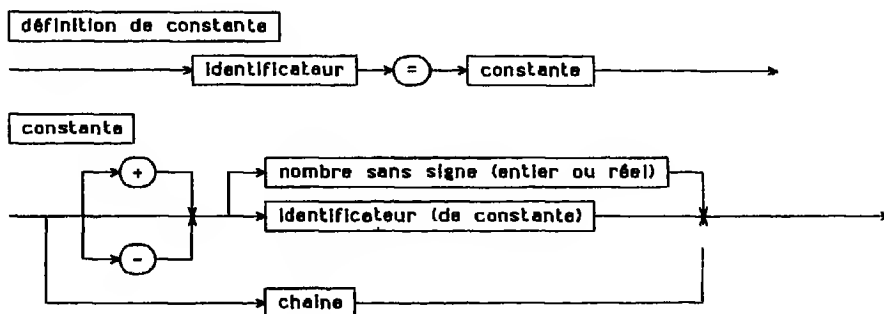 définition de constante
identificateur = constante
constante
+ nombre sans signe (entier ou réel)
identificateur (de constante)
-
chaine